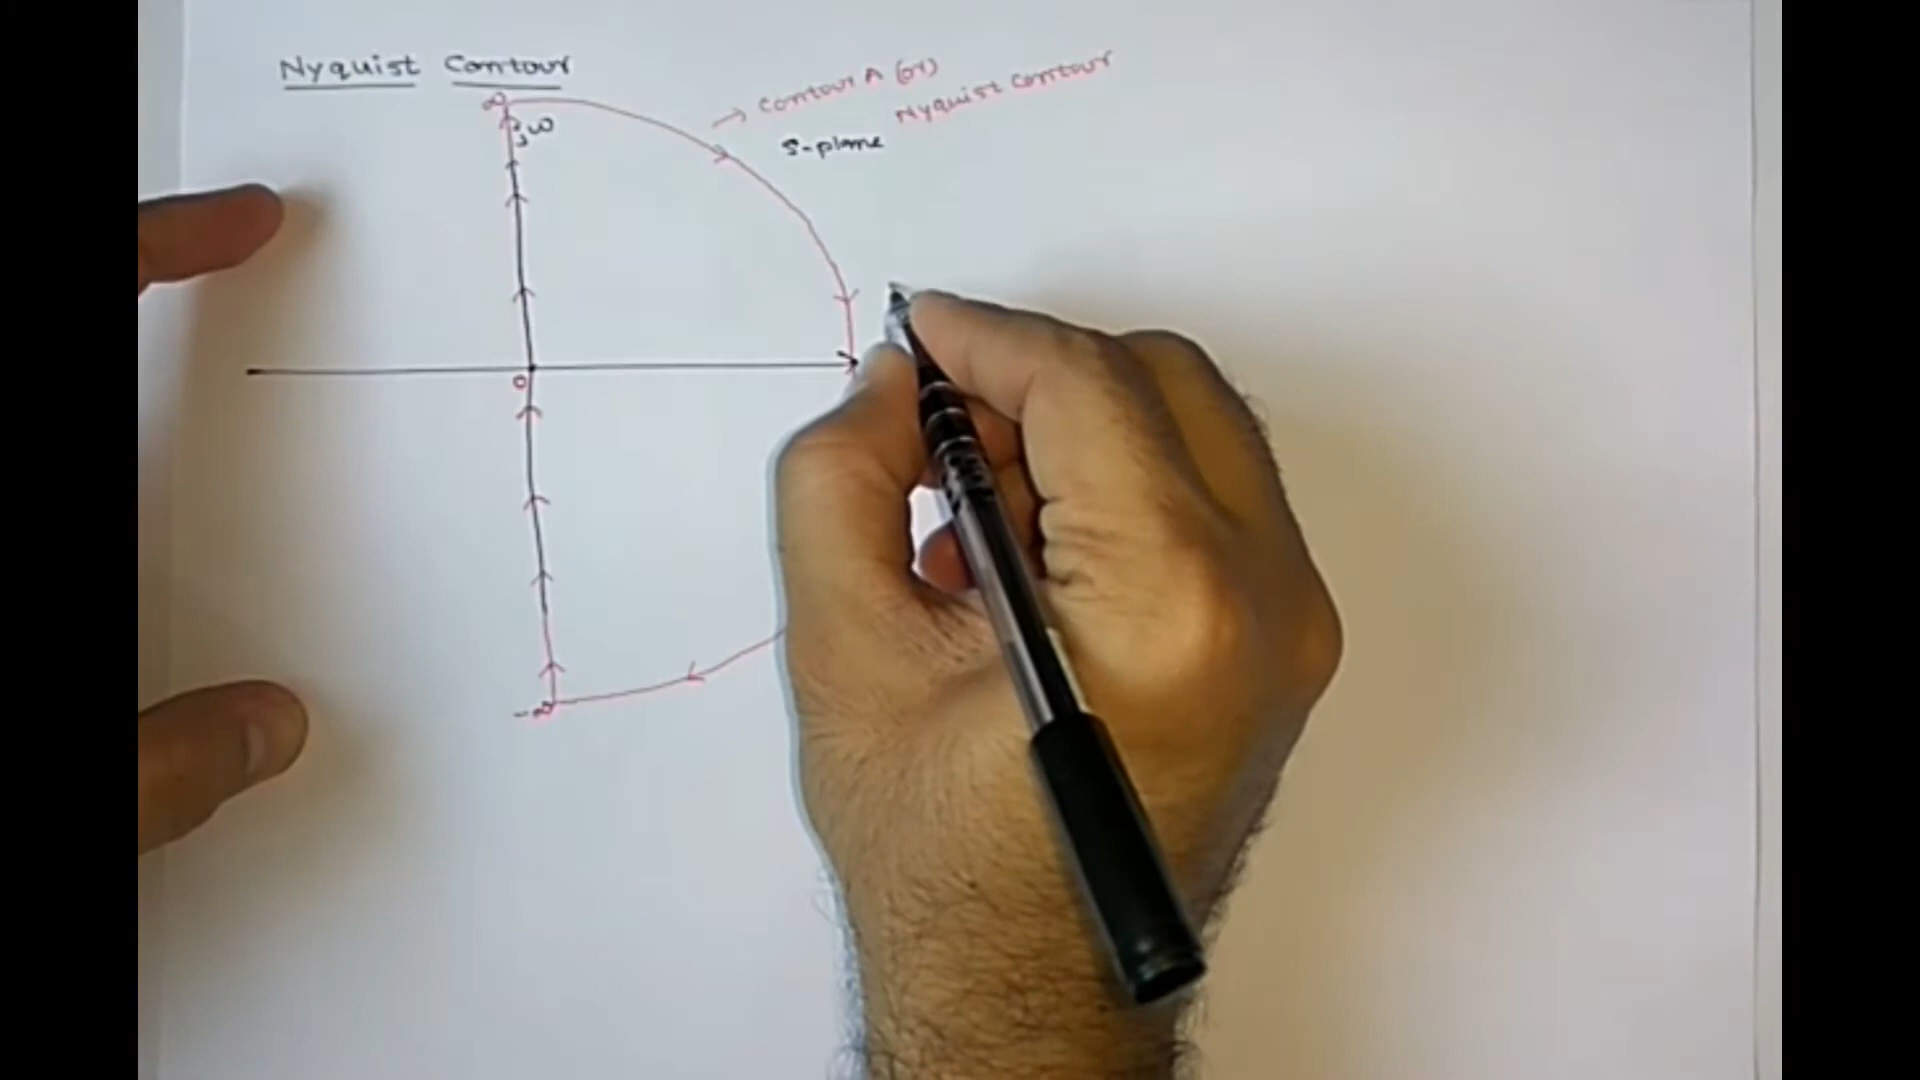 Nyquist Contour
→ Contour A (or)
Nyquist Contour
S-plane
∞
jω
0
-∞